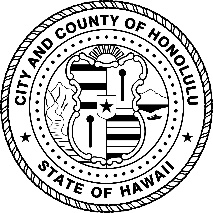 CITY AND COUNTY OF HONOLULU
STATE OF HAWAII